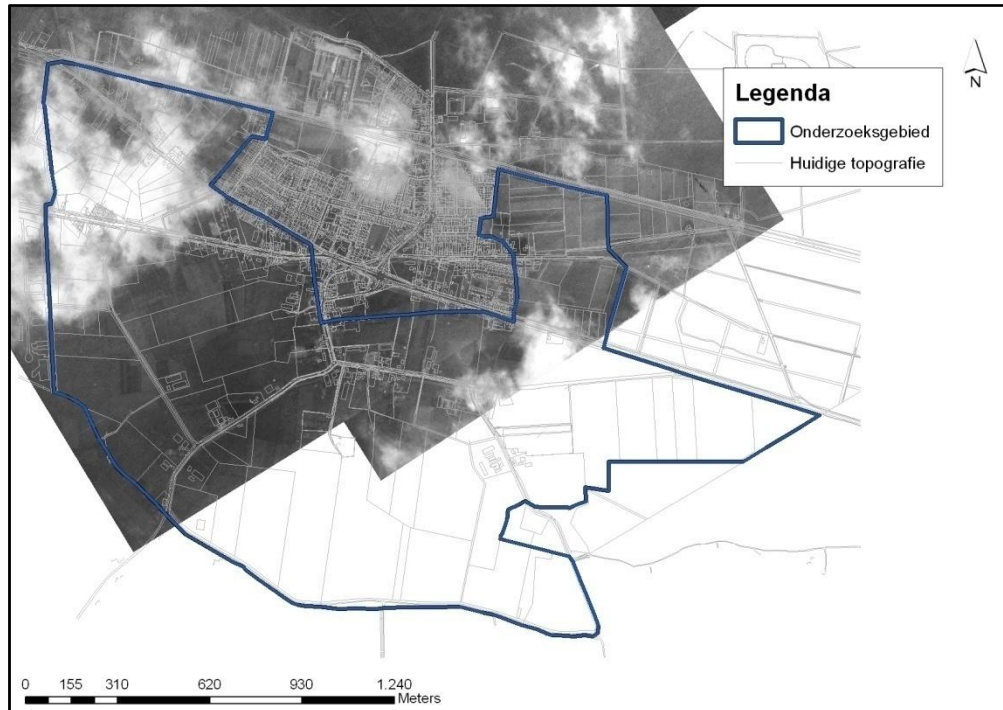 N
Legenda
Onderzoeksgebied
Huidige topografie
0 155 310 620 930 1.240
Meters